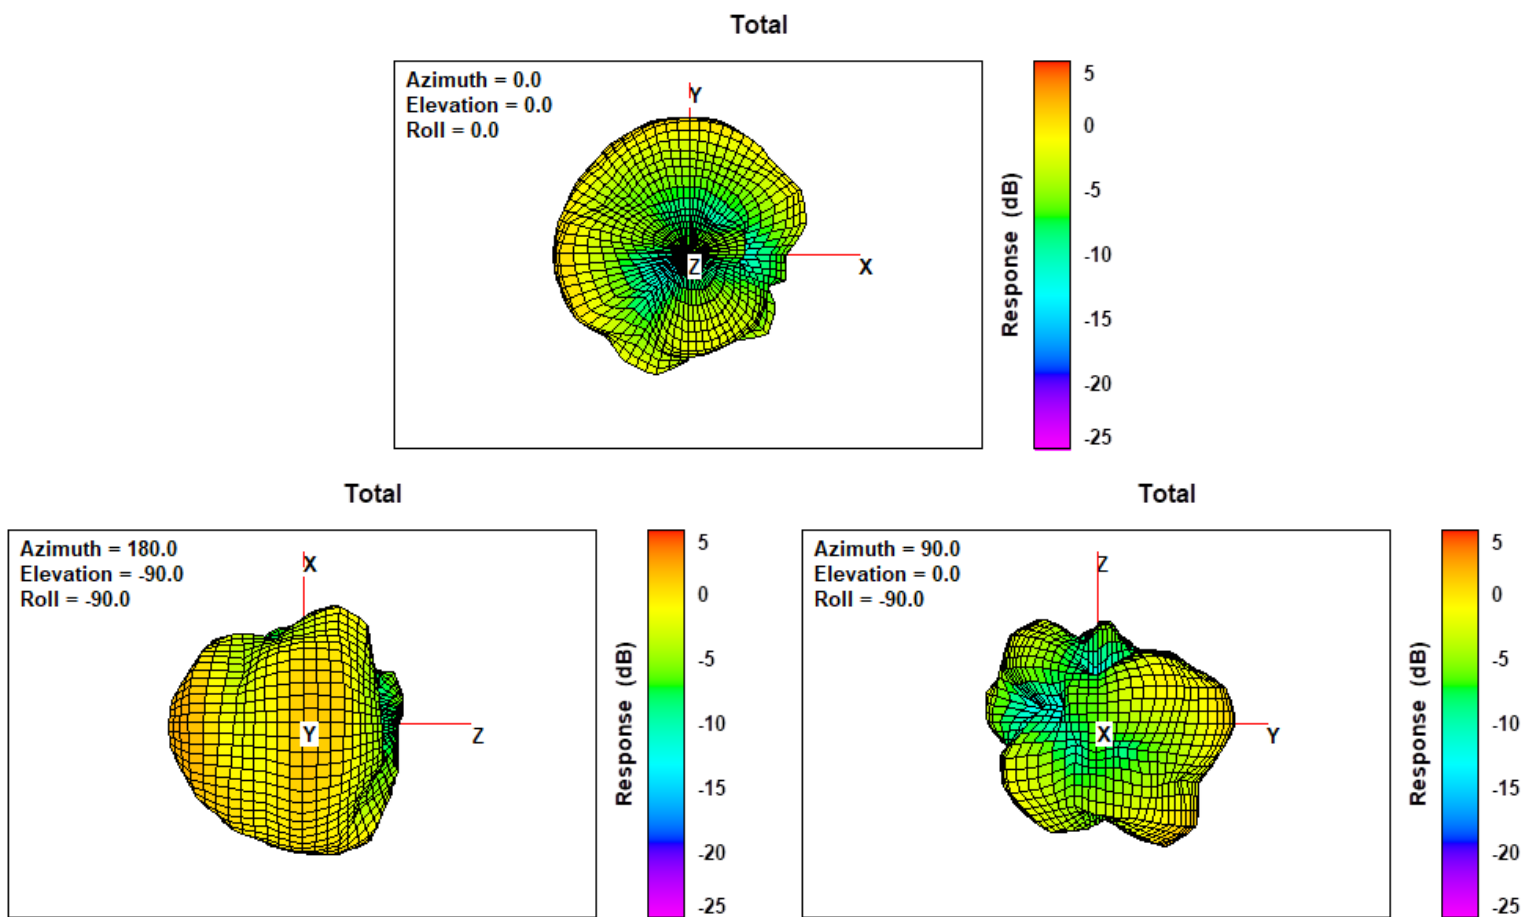 Total
Azimuth = 0.0
Elevation = 0.0
Roll = 0.0
Y
Z
X
Response (dB)
5
0
-5
-10
-15
-20
-25
Total
Azimuth = 180.0
Elevation = -90.0
Roll = -90.0
X
Y
Z
Response (dB)
5
0
-5
-10
-15
-20
-25
Total
Azimuth = 90.0
Elevation = 0.0
Roll = -90.0
Z
X
Y
Response (dB)
5
0
-5
-10
-15
-20
-25